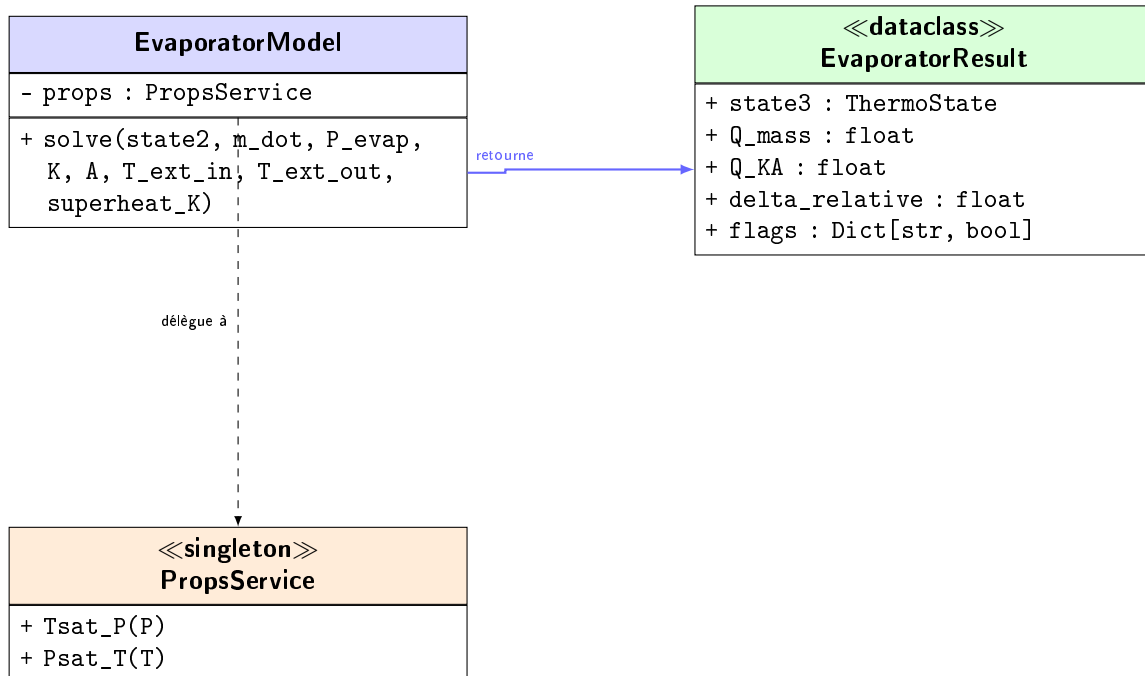 EvaporatorModel
- props : PropsService
+ solve(state2, m_dot, P_evap,
K, A, T_ext_in, T_ext_out,
superheat_K)
retourne
≪dataclass≫
EvaporatorResult
+ state3 : ThermoState
+ Q_mass : float
+ Q_KA : float
+ delta_relative : float
+ flags : Dict[str, bool]
délègue à
≪singleton≫
PropsService
+ Tsat_P(P)
+ Psat_T(T)